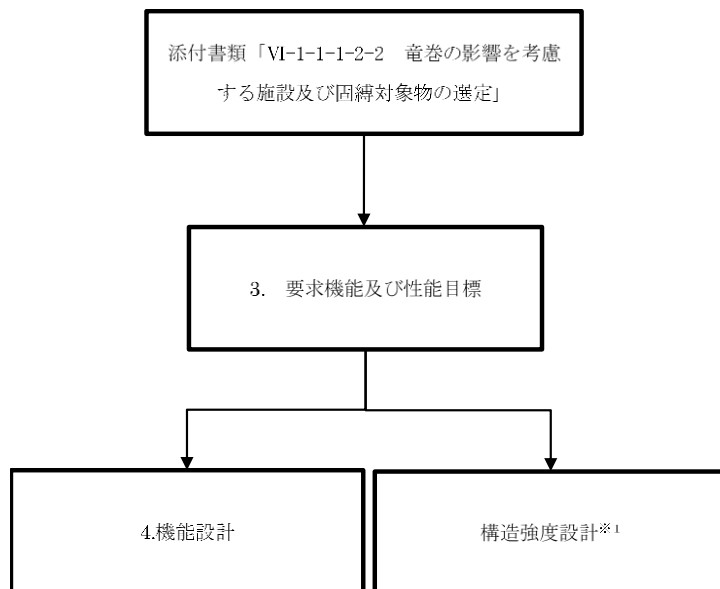 添付書類「VI-1-1-1-2-2　竜巻の影響を考慮
する施設及び固縛対象物の選定」
3.　要求機能及び性能目標
4.機能設計
構造強度設計※1